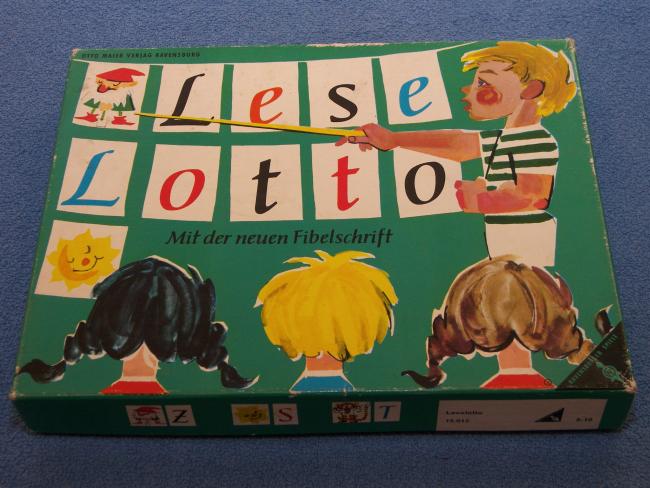 OTTO MAIER VERLAG RAVENSBURG
Lese
Lotto
Mit der neuen Fibelschrift
Z S T
Leselotto